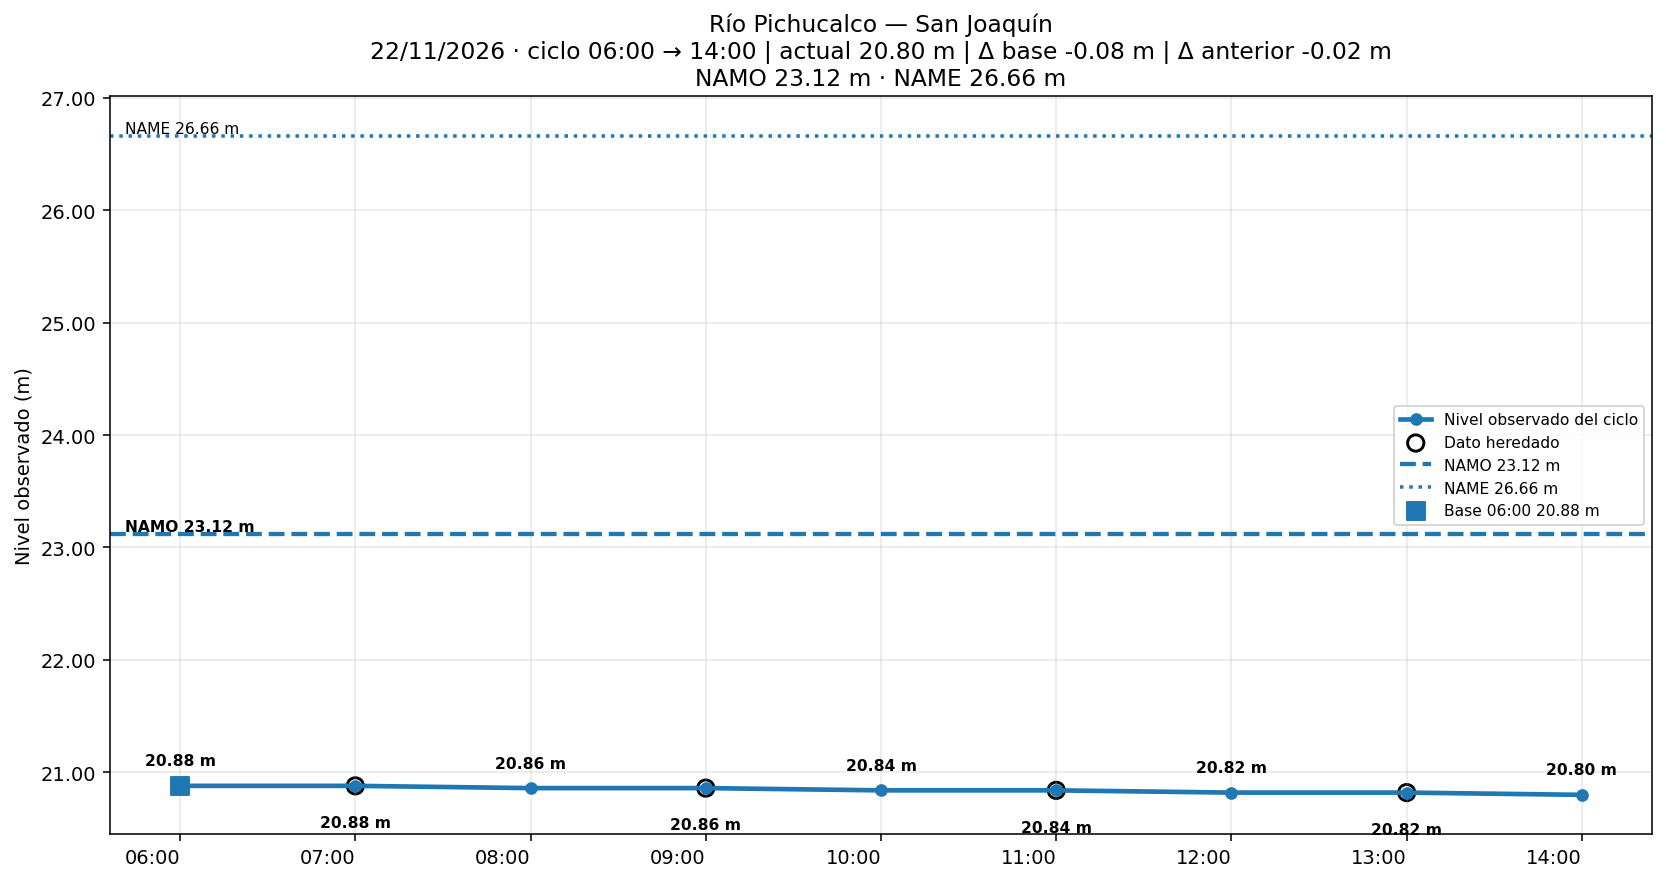 Río Pichucalco — San Joaquín
22/11/2026 · ciclo 06:00 → 14:00 | actual 20.80 m | Δ base -0.08 m | Δ anterior -0.02 m
NAMO 23.12 m · NAME 26.66 m
27.00
NAME 26.66 m
26.00
25.00
24.00
Nivel observado del ciclo
Dato heredado
NAMO 23.12 m
NAME 26.66 m
Base 06:00 20.88 m
NAMO 23.12 m
23.00
22.00
21.00
Nivel observado (m)
20.88 m
20.88 m
20.86 m
20.86 m
20.84 m
20.84 m
20.82 m
20.82 m
20.80 m
06:00
07:00
08:00
09:00
10:00
11:00
12:00
13:00
14:00